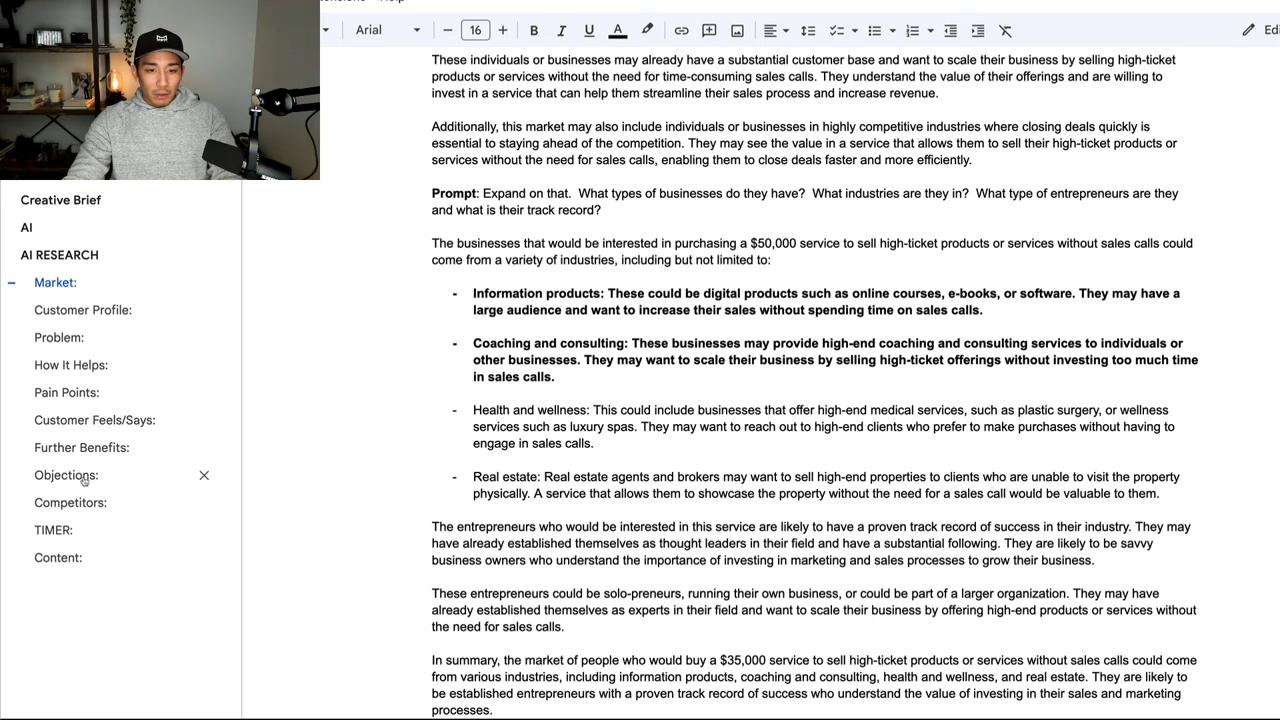 Help
Arial
16
B
I
U
A
Edi
Creative Brief
AI
AI RESEARCH
Market:
Customer Profile:
Problem:
How It Helps:
Pain Points:
Customer Feels/Says:
Further Benefits:
Objections:
Competitors:
TIMER:
Content:
These individuals or businesses may already have a substantial customer base and want to scale their business by selling high-ticket
products or services without the need for time-consuming sales calls. They understand the value of their offerings and are willing to
invest in a service that can help them streamline their sales process and increase revenue.
Additionally, this market may also include individuals or businesses in highly competitive industries where closing deals quickly is
essential to staying ahead of the competition. They may see the value in a service that allows them to sell their high-ticket products or
services without the need for sales calls, enabling them to close deals faster and more efficiently.
Prompt: Expand on that. What types of businesses do they have? What industries are they in? What type of entrepreneurs are they
and what is their track record?
The businesses that would be interested in purchasing a $50,000 service to sell high-ticket products or services without sales calls could
come from a variety of industries, including but not limited to:
- Information products: These could be digital products such as online courses, e-books, or software. They may have a
large audience and want to increase their sales without spending time on sales calls.
- Coaching and consulting: These businesses may provide high-end coaching and consulting services to individuals or
other businesses. They may want to scale their business by selling high-ticket offerings without investing too much time
in sales calls.
- Health and wellness: This could include businesses that offer high-end medical services, such as plastic surgery, or wellness
services such as luxury spas. They may want to reach out to high-end clients who prefer to make purchases without having to
engage in sales calls.
- Real estate: Real estate agents and brokers may want to sell high-end properties to clients who are unable to visit the property
physically. A service that allows them to showcase the property without the need for a sales call would be valuable to them.
The entrepreneurs who would be interested in this service are likely to have a proven track record of success in their industry. They may
have already established themselves as thought leaders in their field and have a substantial following. They are likely to be savvy
business owners who understand the importance of investing in marketing and sales processes to grow their business.
These entrepreneurs could be solo-preneurs, running their own business, or could be part of a larger organization. They may have
already established themselves as experts in their field and want to scale their business by offering high-end products or services without
the need for sales calls.
In summary, the market of people who would buy a $35,000 service to sell high-ticket products or services without sales calls could come
from various industries, including information products, coaching and consulting, health and wellness, and real estate. They are likely to
be established entrepreneurs with a proven track record of success who understand the value of investing in their sales and marketing
processes.